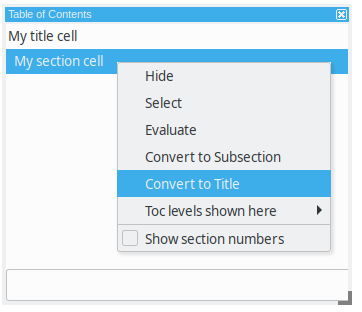 Table of Contents
My title cell
My section cell
Hide
Select
Evaluate
Convert to Subsection
Convert to Title
Toc levels shown here
Show section numbers